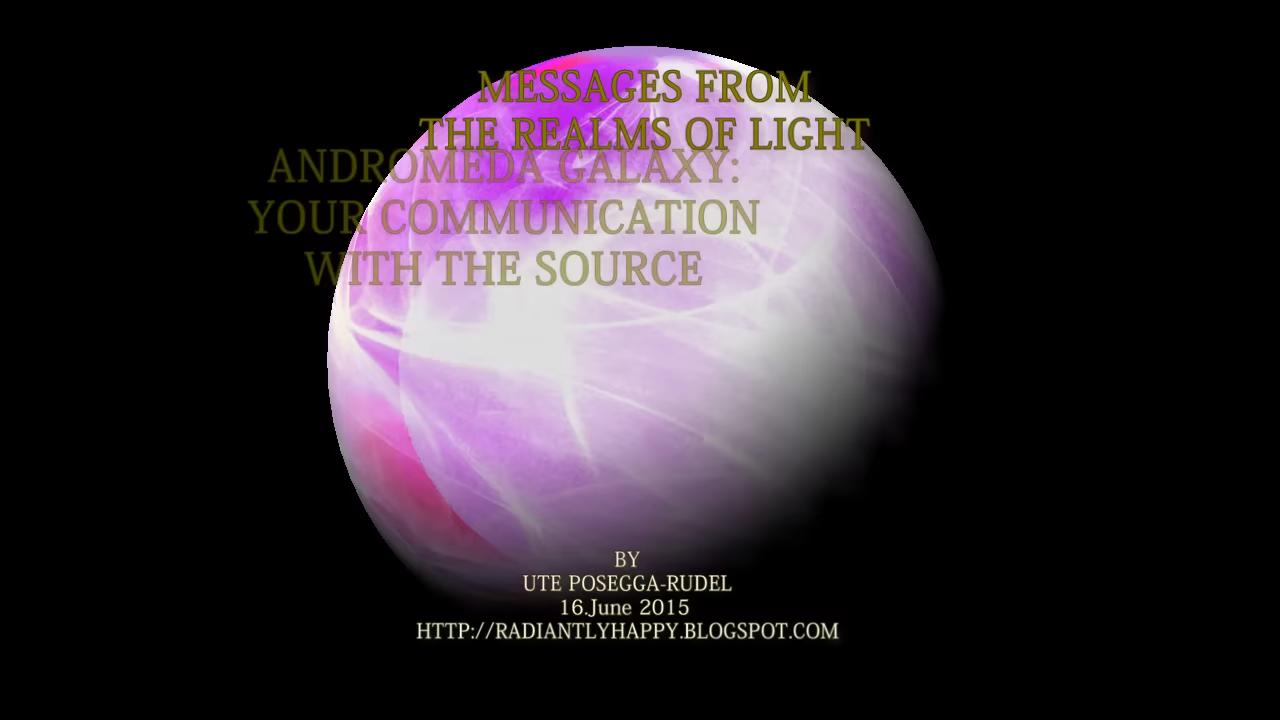 MESSAGES FROM
THE REALMS OF LIGHT
ANDROMEDA GALAXY:
YOUR COMMUNICATION
WITH THE SOURCE
BY
UTE POSEGGA-RUDEL
16.June 2015
HTTP://RADIANTLYHAPPY.BLOGSPOT.COM